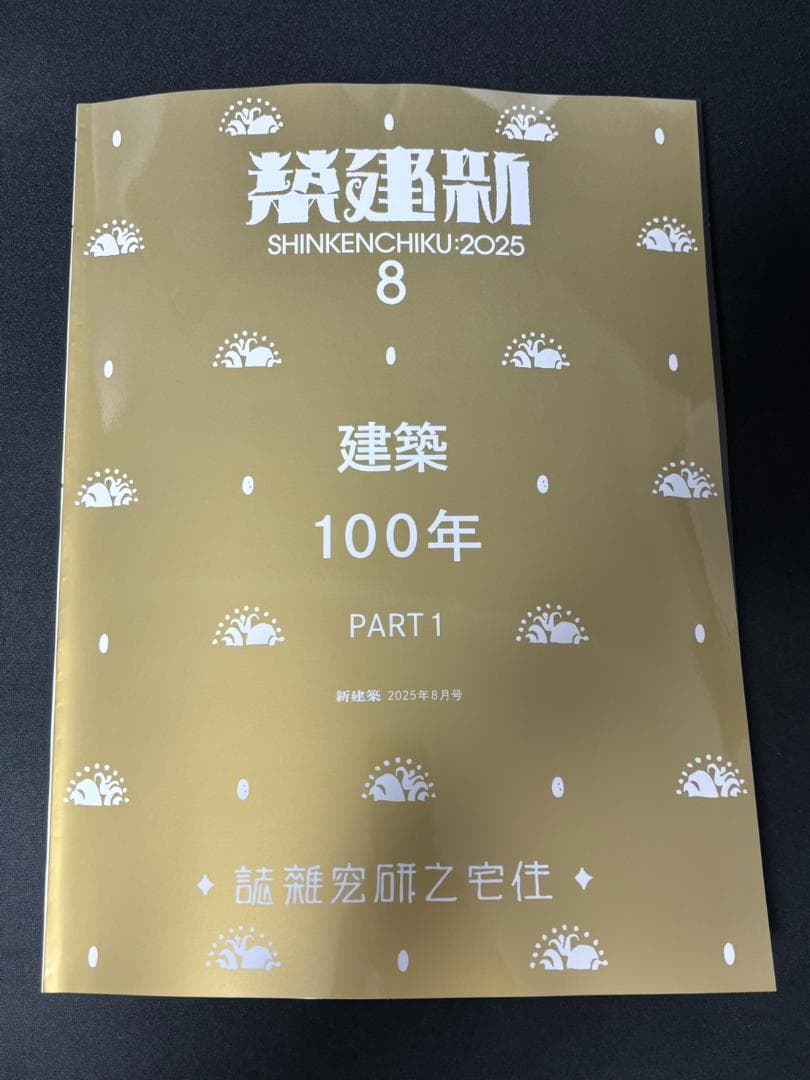 新建築
SHINKENCHIKU:2025
8
建築
100年
PART 1
新建築 2025年8月号
住宅之研究雜誌